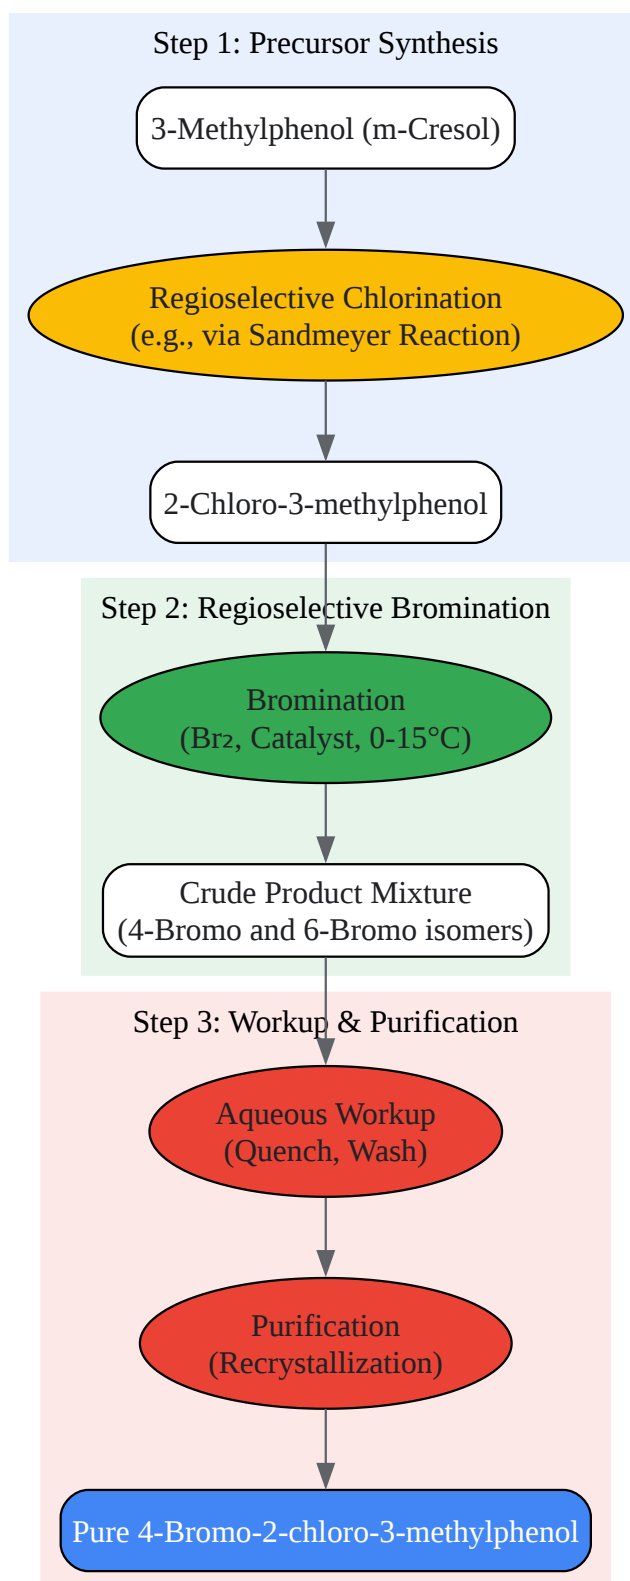 Step 1: Precursor Synthesis
3-Methylphenol (m-Cresol)
Regioselective Chlorination
(e.g., via Sandmeyer Reaction)
2-Chloro-3-methylphenol
Step 2: Regioselective Bromination
Bromination
(Br₂, Catalyst, 0-15°C)
Crude Product Mixture
(4-Bromo and 6-Bromo isomers)
Step 3: Workup & Purification
Aqueous Workup
(Quench, Wash)
Purification
(Recrystallization)
Pure 4-Bromo-2-chloro-3-methylphenol